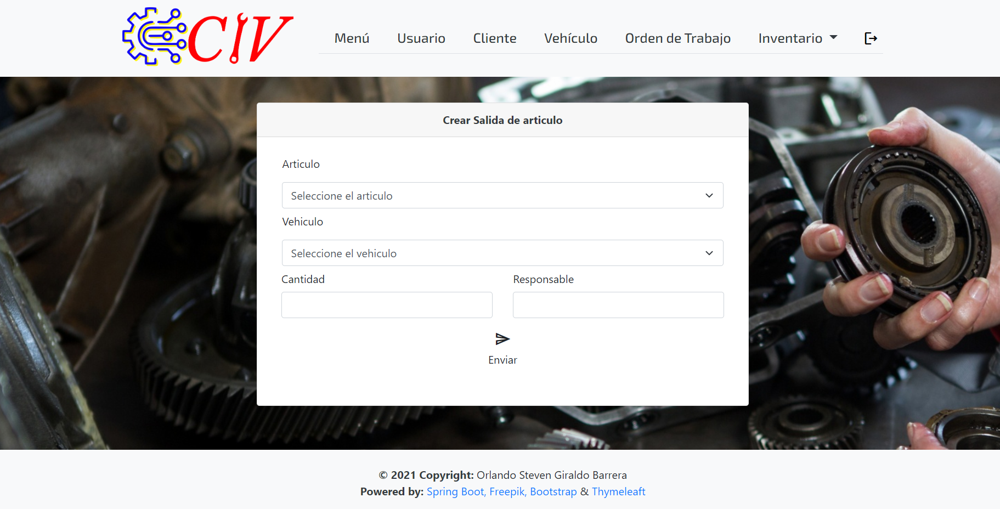 CIV
Menú Usuario Cliente Vehículo Orden de Trabajo Inventario
Crear Salida de articulo
Articulo
Seleccione el articulo
Vehiculo
Seleccione el vehiculo
Cantidad Responsable
Enviar
© 2021 Copyright: Orlando Steven Giraldo Barrera
Powered by: Spring Boot, Freepik, Bootstrap & Thymeleaft